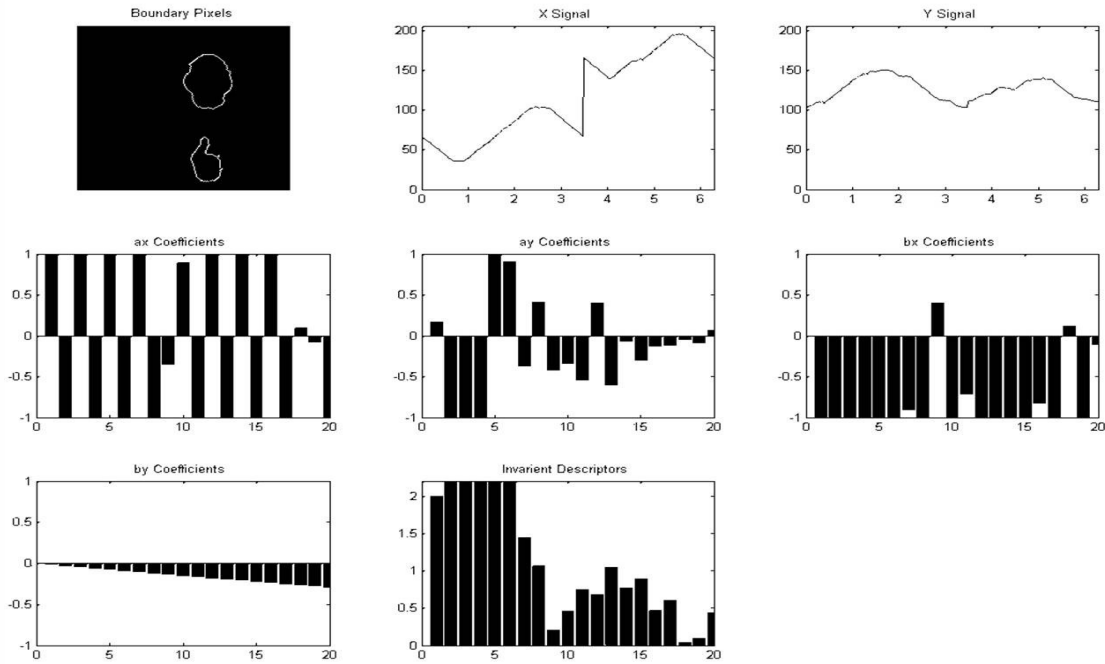 Boundary Pixels
X Signal
Y Signal
200
150
100
50
0
0 1 2 3 4 5 6
200
150
100
50
0
0 1 2 3 4 5 6
ax Coefficients
ay Coefficients
bx Coefficients
1
0.5
0
-0.5
-1
0 5 10 15 20
1
0.5
0
-0.5
-1
0 5 10 15 20
1
0.5
0
-0.5
-1
0 5 10 15 20
by Coefficients
Invarient Descriptors
1
0.5
0
-0.5
-1
0 5 10 15 20
2
1.5
1
0.5
0
0 5 10 15 20